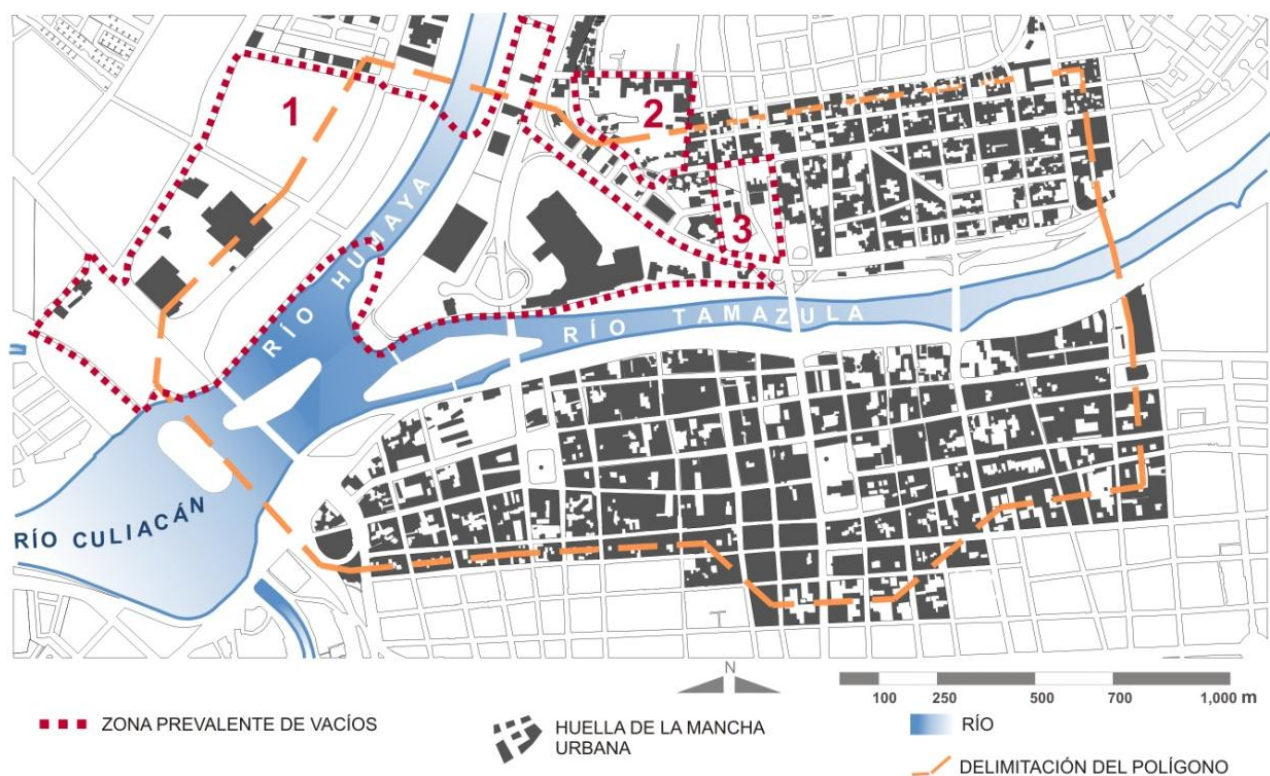 1
2
3
RÍO HUMAYA
RÍO TAMAZULA
RÍO CULIACÁN
N
100 250 500 700 1,000 m
ZONA PREVALENTE DE VACÍOS
HUELLA DE LA MANCHA
URBANA
RÍO
DELIMITACIÓN DEL POLÍGONO